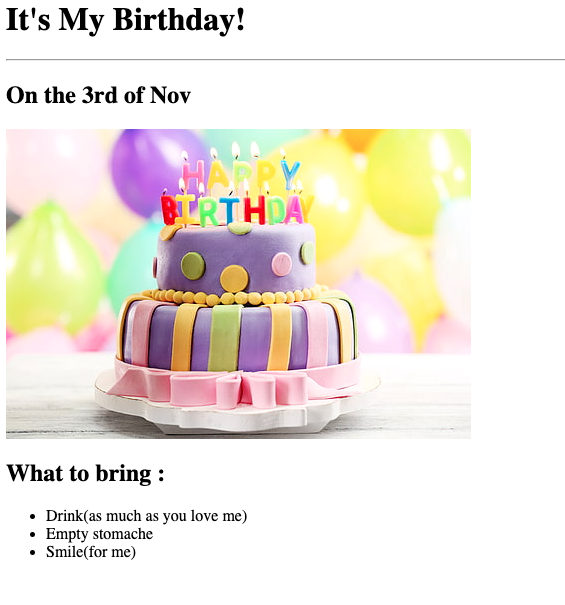 It's My Birthday!
On the 3rd of Nov
HAPPY
BIRTHDAY
What to bring :
Drink(as much as you love me)
Empty stomache
Smile(for me)